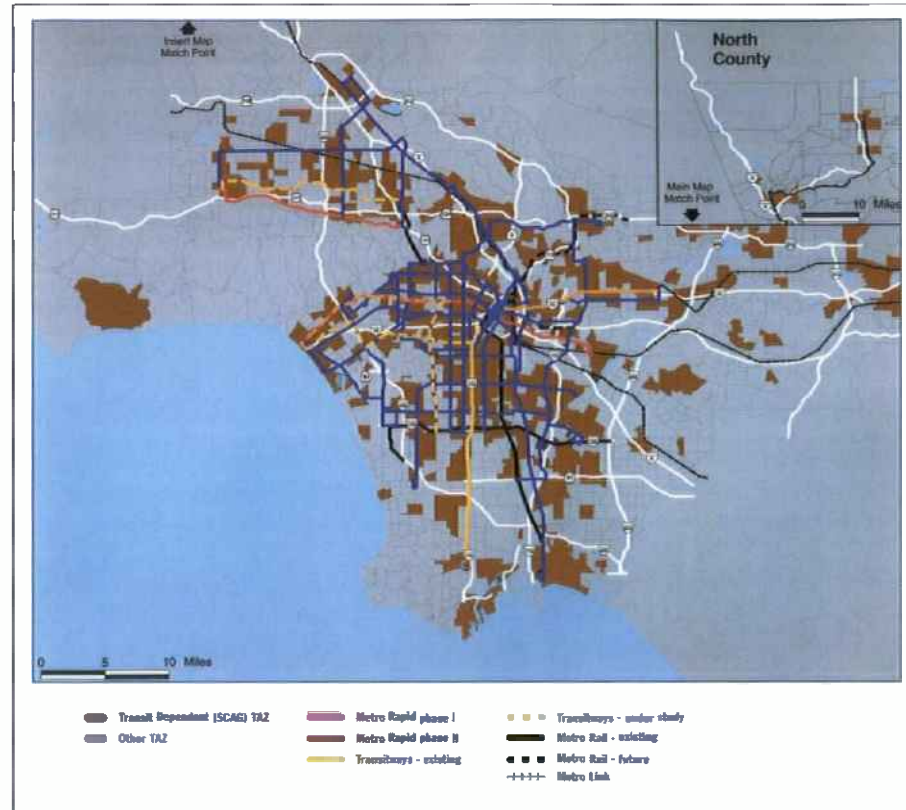 Insert Map
Match Point
North
County
Main Map
Match Point
0 10 Miles
0 5 10 Miles
Transit Dependent (SCAG) TAZ
Other TAZ
Metro Rapid phase I
Metro Rapid phase II
Transitways - existing
Transitways - under study
Metro Rail - existing
Metro Rail - future
Metro Link